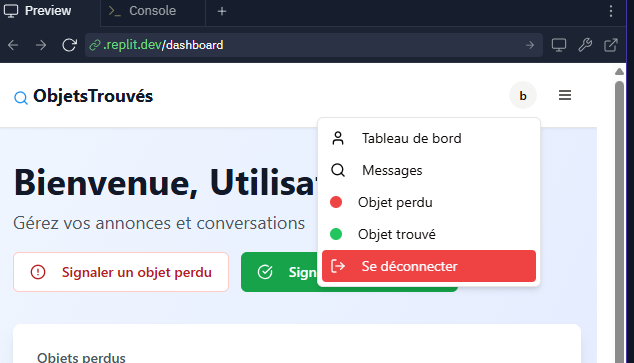 Preview
Console
.replit.dev/dashboard
ObjetsTrouvés
b
Tableau de bord
Messages
Objet perdu
Objet trouvé
Se déconnecter
Bienvenue, Utilisa
Gérez vos annonces et conversations
Signaler un objet perdu
Sign
Objets perdus